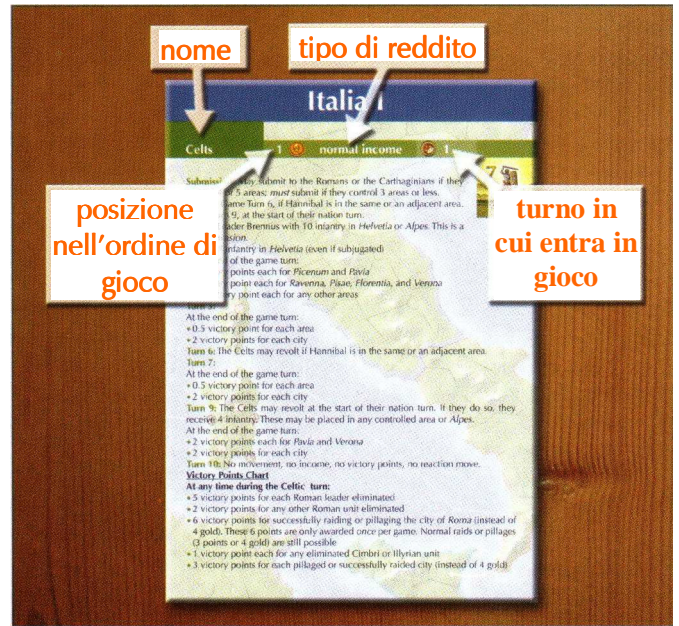 nome
tipo di reddito
Italia
Celts 1 normal income 1
7
posizione
nell'ordine di
gioco
turno in
cui entra in
gioco
may submit to the Romans or the Carthaginians if they
5 areas; must submit if they control 3 areas or less.
Turn 6, if Hannibal is in the same or an adjacent area.
9, at the start of their nation turn.
Brennus with 10 infantry in Helvetia or Alpes. This is a
infantry in Helvetia (even if subjugated)
of the game turn:
points each for Picenum and Pavia
point each for Ravenna, Pisae, Florentia, and Verona
point each for any other areas
At the end of the game turn:
• 0.5 victory point for each area
• 2 victory points for each city
Turn 6: The Celts may revolt if Hannibal is in the same or an adjacent area.
Turn 7:
At the end of the game turn:
• 0.5 victory point for each area
• 2 victory points for each city
Turn 9: The Celts may revolt at the start of their nation turn. If they do so, they
receive 4 infantry. These may be placed in any controlled area or Alpes.
At the end of the game turn:
• 2 victory points each for Pavia and Verona
• 2 victory points for each city
Turn 10: No movement, no income, no victory points, no reaction move.
Victory Points Chart
At any time during the Celtic turn:
• 5 victory points for each Roman leader eliminated
• 2 victory points for any other Roman unit eliminated
• 6 victory points for successfully raiding or pillaging the city of Roma (instead of
4 gold). These 6 points are only awarded once per game. Normal raids or pillages
(3 points or 4 gold) are still possible
• 1 victory point each for any eliminated Cimbri or Illyrian unit
• 3 victory points for each pillaged or successfully raided city (instead of 4 gold)